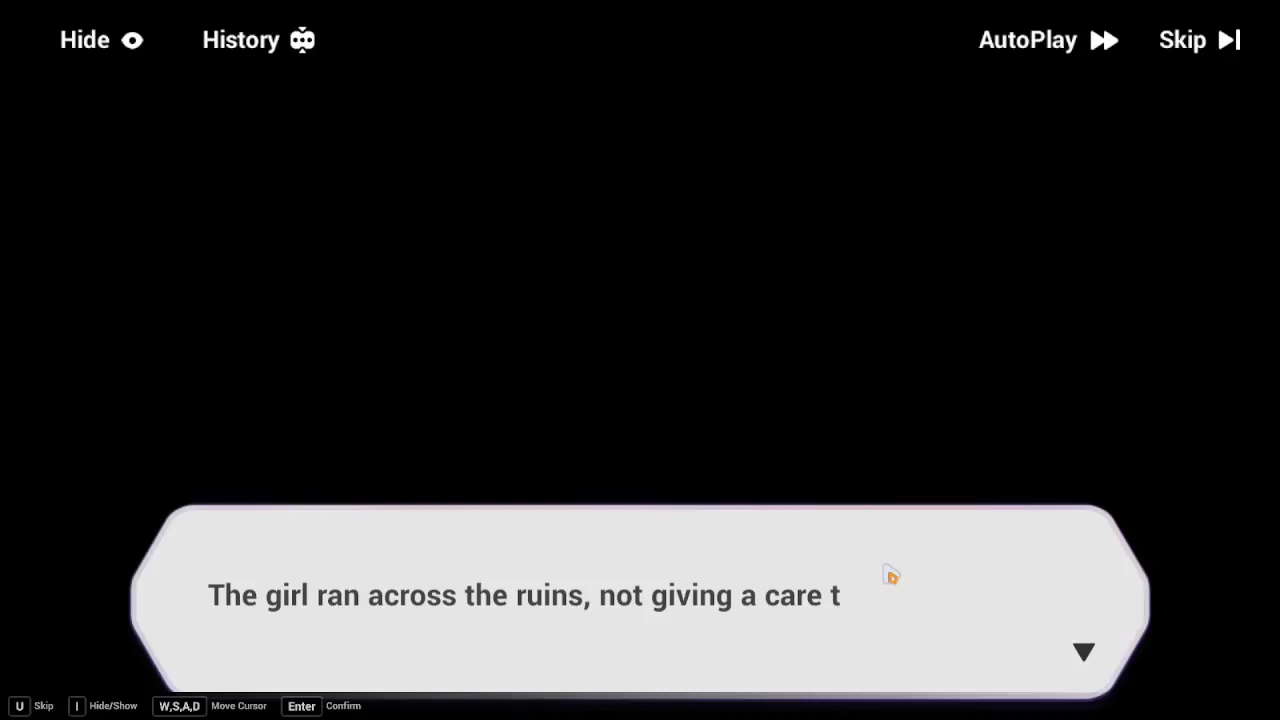 Hide
History
AutoPlay
Skip
The girl ran across the ruins, not giving a care t
U Skip
I Hide/Show
W,S,A,D Move Cursor
Enter Confirm